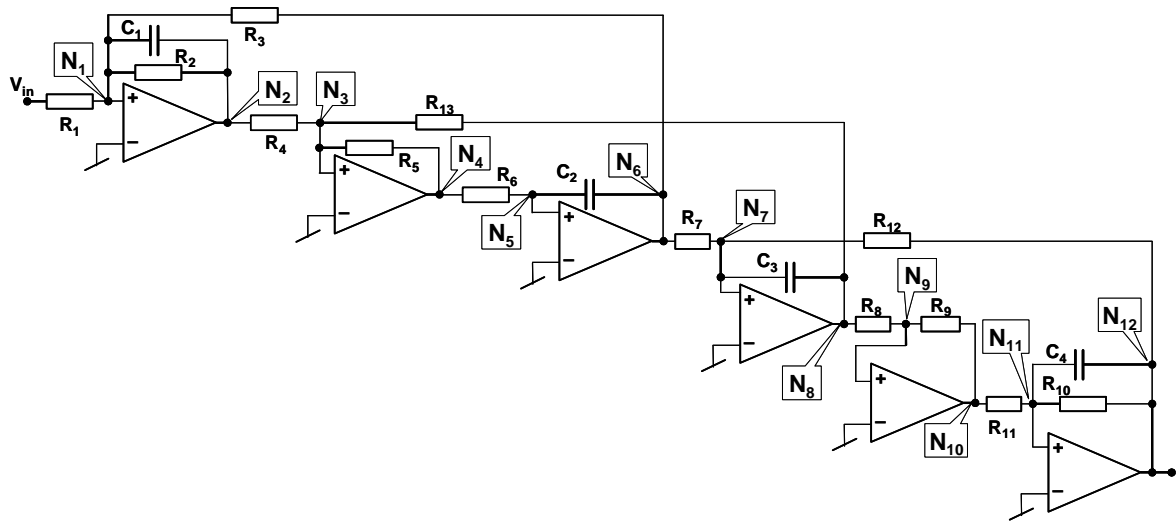 R3
C1
R2
N1
Vin
R1
+
−
N2
R4
N3
R13
R5
N4
+
−
R6
C2
N6
N5
+
−
R7
N7
R12
C3
+
−
N9
R8
R9
N8
N12
N11
C4
R10
+
−
N10
R11
+
−